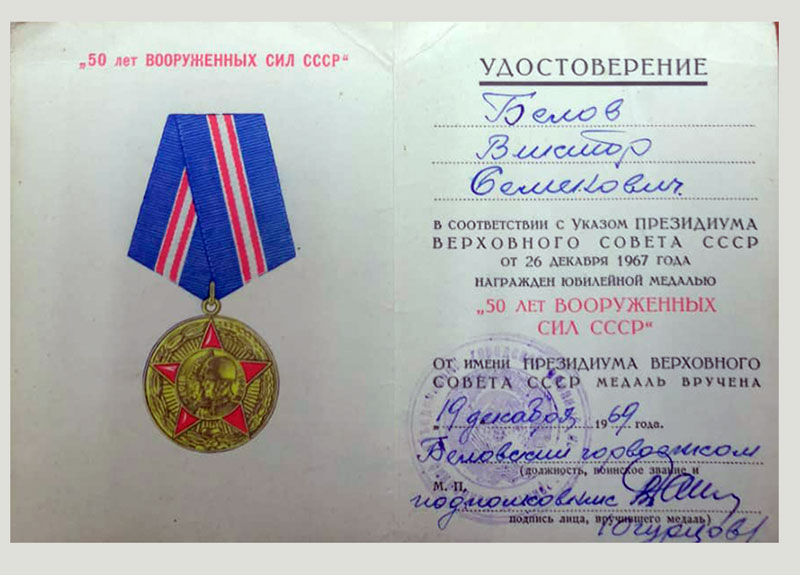 „50 лет ВООРУЖЕННЫХ СИЛ СССР“
УДОСТОВЕРЕНИЕ
Белов
Виктор
Семенович
В СООТВЕТСТВИИ С УКАЗОМ ПРЕЗИДИУМА
ВЕРХОВНОГО СОВЕТА СССР
ОТ 26 ДЕКАБРЯ 1967 ГОДА
НАГРАЖДЕН ЮБИЛЕЙНОЙ МЕДАЛЬЮ
„50 ЛЕТ ВООРУЖЕННЫХ
СИЛ СССР“
ОТ ИМЕНИ ПРЕЗИДИУМА ВЕРХОВНОГО
СОВЕТА СССР МЕДАЛЬ ВРУЧЕНА
„19 декабря 1969 года.
Беловский горвоенком
(должность, воинское звание и
М. П.
подполковник
подпись лица, вручившего медаль)